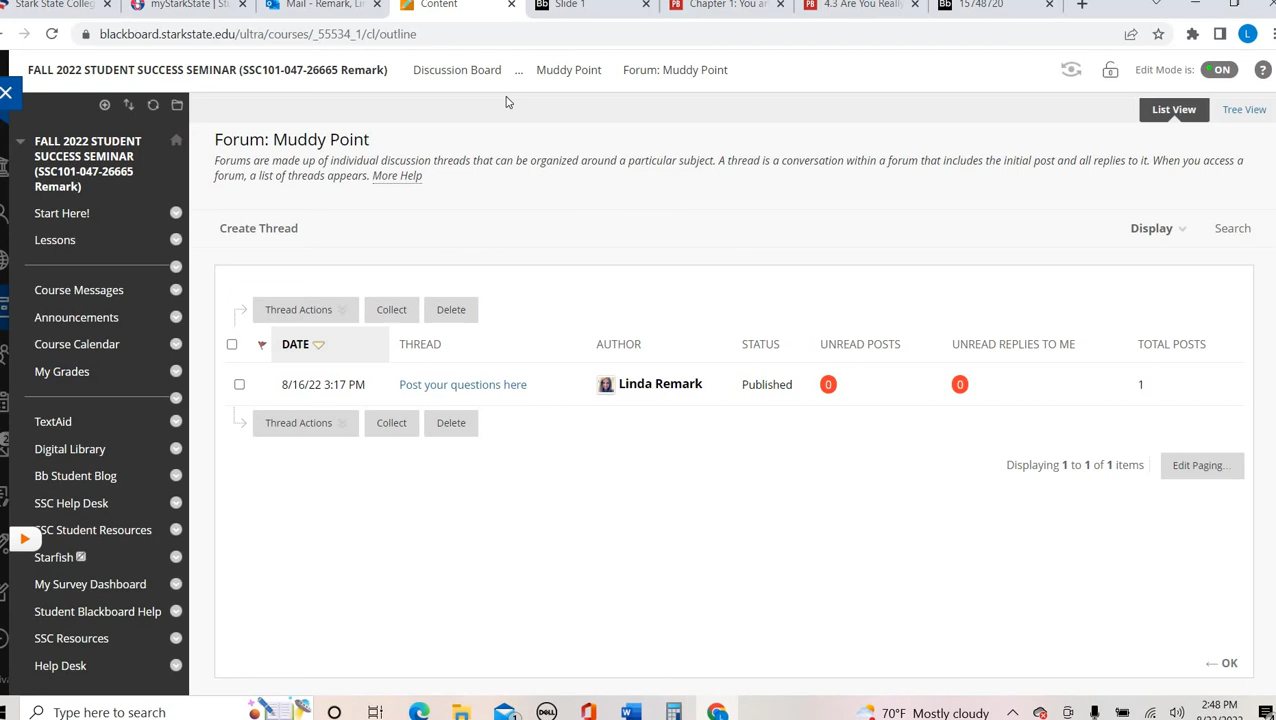 Stark State Colleg
myStarkState
Mail - Remark, Lin
Content
Slide 1
Chapter 1: You ar
4.3 Are You Really
15748720
blackboard.starkstate.edu/ultra/courses/_55534_1/cl/outline
L
FALL 2022 STUDENT SUCCESS SEMINAR (SSC101-047-26665 Remark) Discussion Board ... Muddy Point Forum: Muddy Point Edit Mode is: ON ?
List View Tree View
FALL 2022 STUDENT
SUCCESS SEMINAR
(SSC101-047-26665
Remark)
Start Here!
Lessons
Course Messages
Announcements
Course Calendar
My Grades
TextAid
Digital Library
Bb Student Blog
SSC Help Desk
SSC Student Resources
Starfish
My Survey Dashboard
Student Blackboard Help
SSC Resources
Help Desk
Forum: Muddy Point
Forums are made up of individual discussion threads that can be organized around a particular subject. A thread is a conversation within a forum that includes the initial post and all replies to it. When you access a
forum, a list of threads appears. More Help
Create Thread Display Search
Thread Actions Collect Delete
DATE THREAD AUTHOR STATUS UNREAD POSTS UNREAD REPLIES TO ME TOTAL POSTS
8/16/22 3:17 PM Post your questions here Linda Remark Published 0 0 1
Thread Actions Collect Delete
Displaying 1 to 1 of 1 items Edit Paging...
← OK
Type here to search
70°F Mostly cloudy
2:48 PM